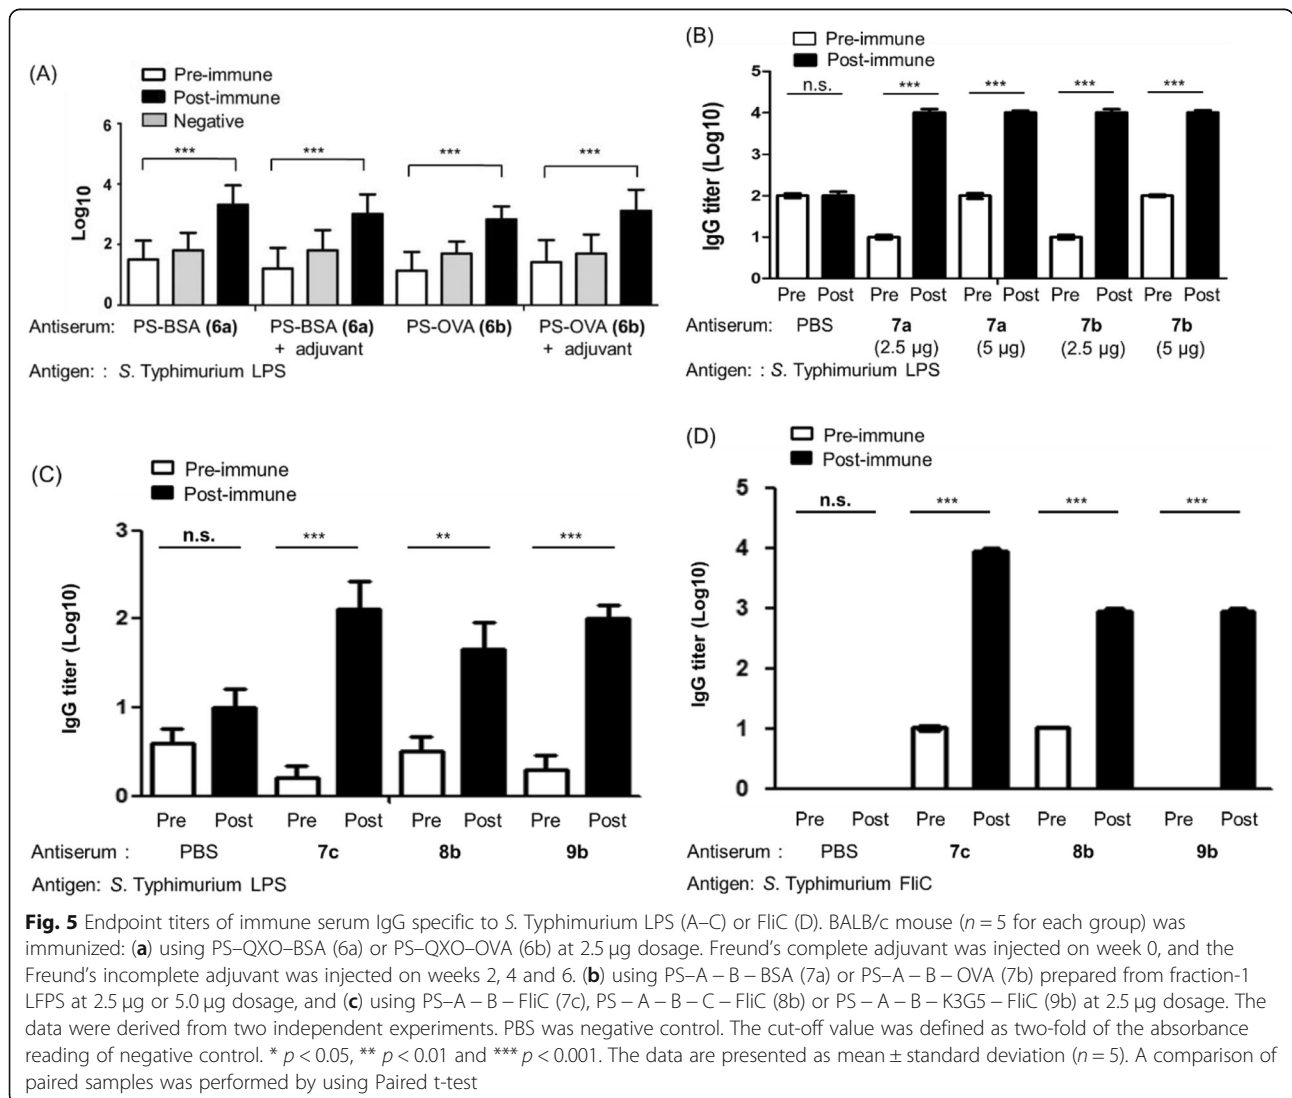 (A)
Pre-immune
Post-immune
Negative
6
4
2
0
Log10
*** *** *** ***
Antiserum: PS-BSA (6a) PS-BSA (6a) PS-OVA (6b) PS-OVA (6b)
+ adjuvant + adjuvant
Antigen: : S. Typhimurium LPS
(B)
Pre-immune
Post-immune
5
4
3
2
1
0
IgG titer (Log10)
n.s. *** *** *** ***
Pre Post Pre Post Pre Post Pre Post Pre Post
Antiserum: PBS 7a 7a 7b 7b
(2.5 µg) (5 µg) (2.5 µg) (5 µg)
Antigen: : S. Typhimurium LPS
(C)
Pre-immune
Post-immune
3
2
1
0
IgG titer (Log10)
n.s. *** ** ***
Pre Post Pre Post Pre Post Pre Post
Antiserum : PBS 7c 8b 9b
Antigen: S. Typhimurium LPS
(D)
Pre-immune
Post-immune
5
4
3
2
1
0
IgG titer (Log10)
n.s. *** *** ***
Pre Post Pre Post Pre Post Pre Post
Antiserum : PBS 7c 8b 9b
Antigen: S. Typhimurium FliC
Fig. 5 Endpoint titers of immune serum IgG specific to S. Typhimurium LPS (A–C) or FliC (D). BALB/c mouse (n = 5 for each group) was
immunized: (a) using PS–QXO–BSA (6a) or PS–QXO–OVA (6b) at 2.5 µg dosage. Freund's complete adjuvant was injected on week 0, and the
Freund's incomplete adjuvant was injected on weeks 2, 4 and 6. (b) using PS–A – B – BSA (7a) or PS–A – B – OVA (7b) prepared from fraction-1
LFPS at 2.5 µg or 5.0 µg dosage, and (c) using PS–A – B – FliC (7c), PS – A – B – C – FliC (8b) or PS – A – B – K3G5 – FliC (9b) at 2.5 µg dosage. The
data were derived from two independent experiments. PBS was negative control. The cut-off value was defined as two-fold of the absorbance
reading of negative control. * p < 0.05, ** p < 0.01 and *** p < 0.001. The data are presented as mean ± standard deviation (n = 5). A comparison of
paired samples was performed by using Paired t-test